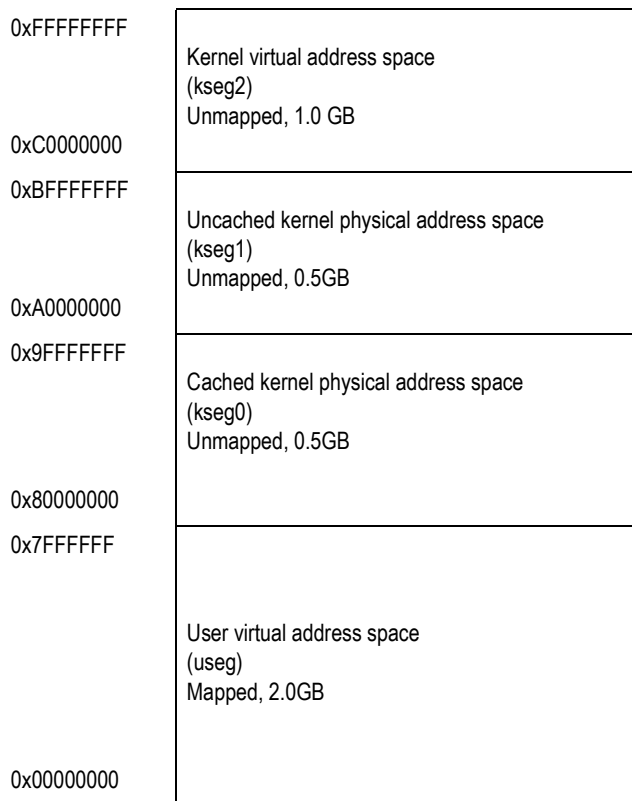 0xFFFFFFFF
Kernel virtual address space
(kseg2)
Unmapped, 1.0 GB
0xC0000000
0xBFFFFFFF
Uncached kernel physical address space
(kseg1)
Unmapped, 0.5GB
0xA0000000
0x9FFFFFFF
Cached kernel physical address space
(kseg0)
Unmapped, 0.5GB
0x80000000
0x7FFFFFF
User virtual address space
(useg)
Mapped, 2.0GB
0x00000000